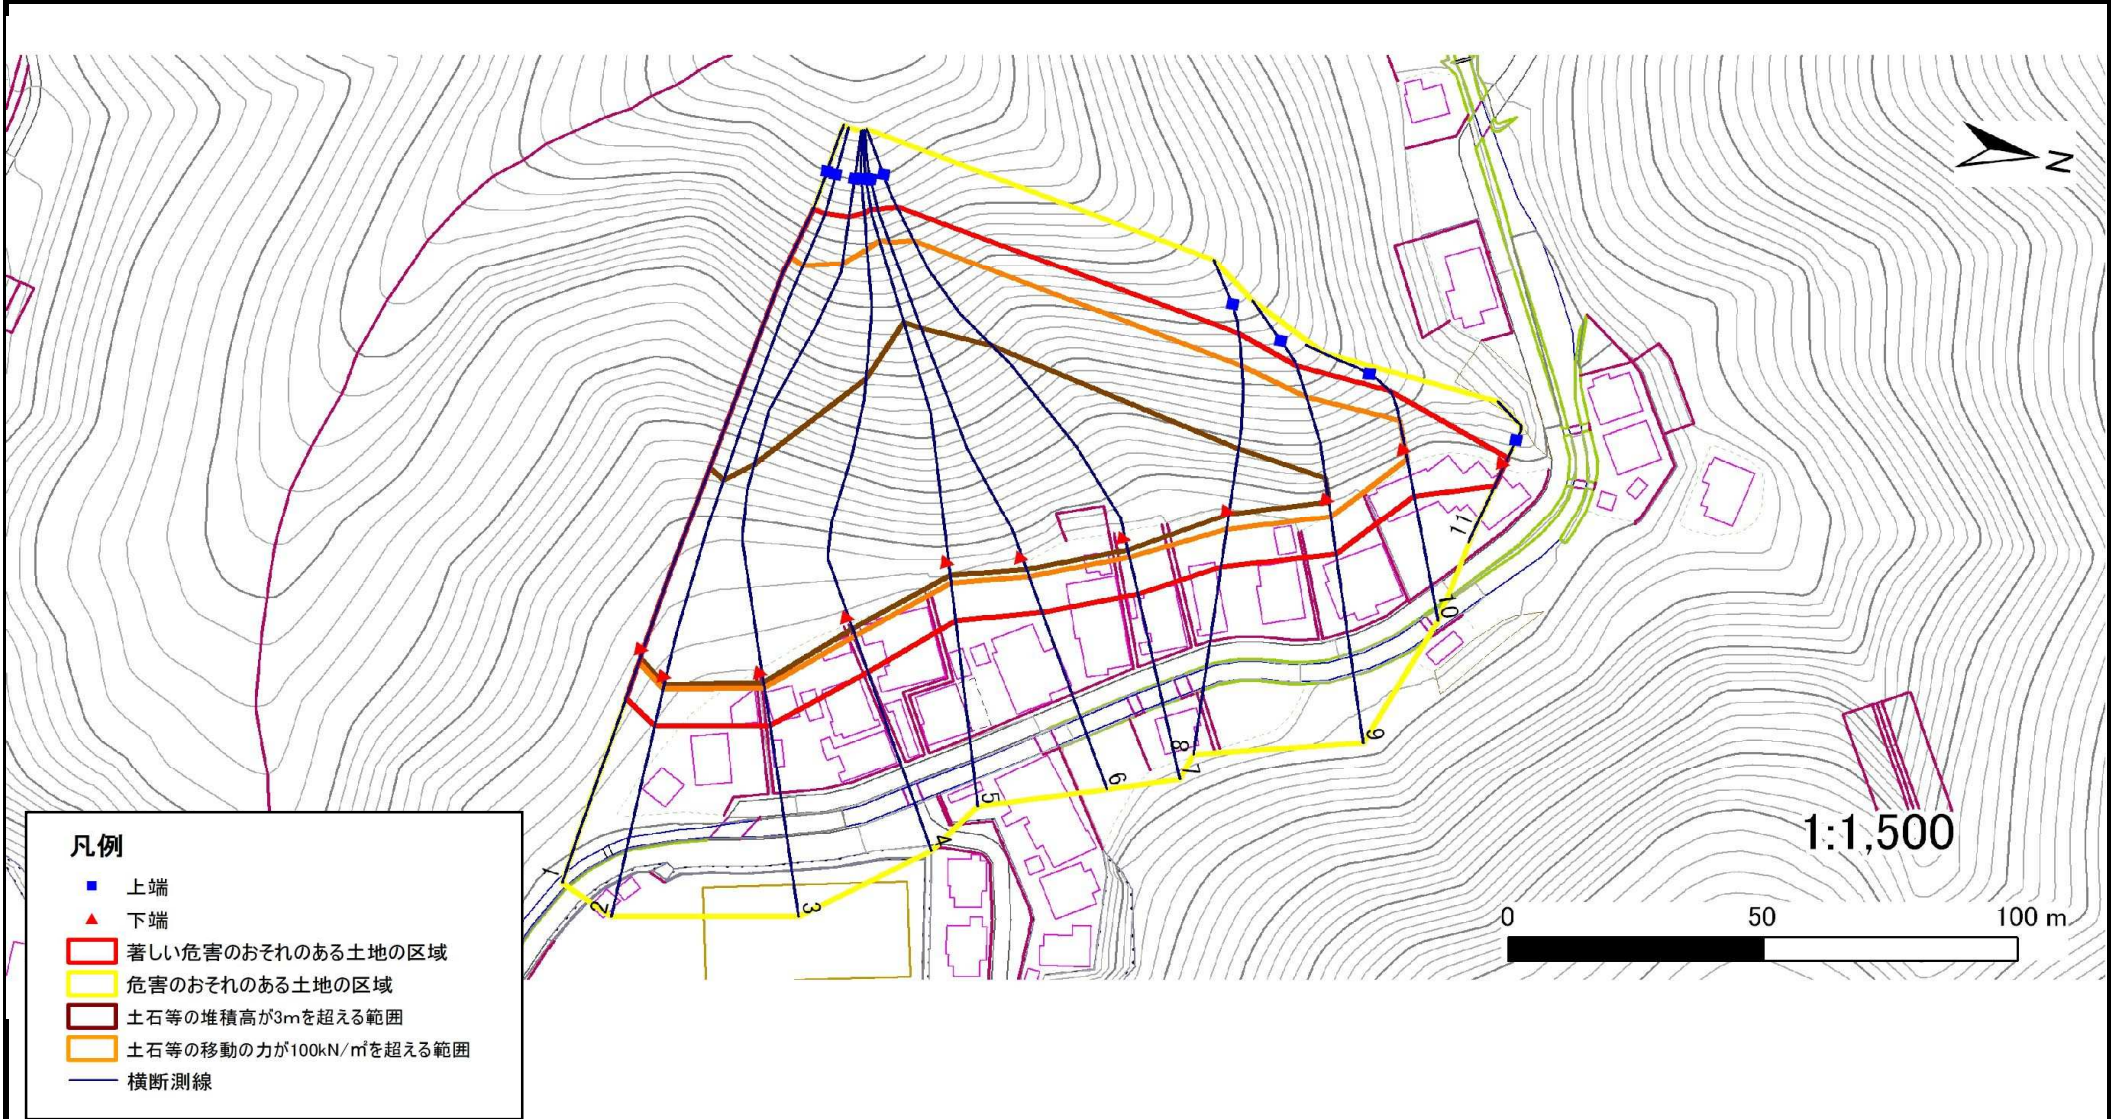 N
11
10
9
8
7
6
5
4
3
2
1
1:1,500
0 50 100 m
凡例
上端
下端
著しい危害のおそれのある土地の区域
危害のおそれのある土地の区域
土石等の堆積高が3mを超える範囲
土石等の移動の力が100kN/㎡を超える範囲
横断測線